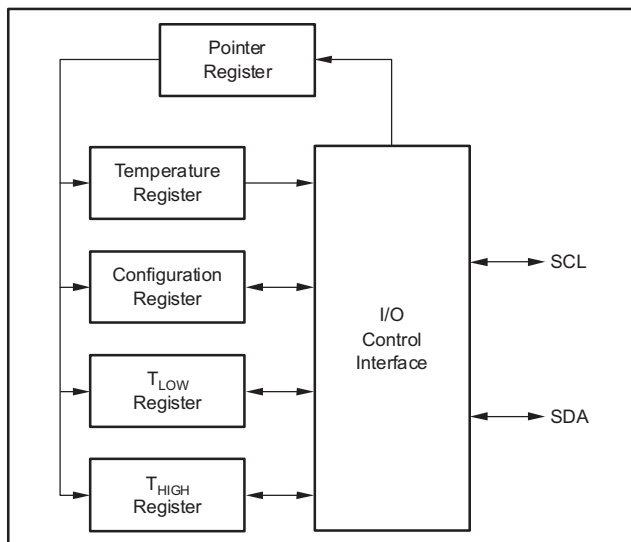 Pointer
Register
Temperature
Register
Configuration
Register
T_LOW
Register
T_HIGH
Register
I/O
Control
Interface
SCL
SDA